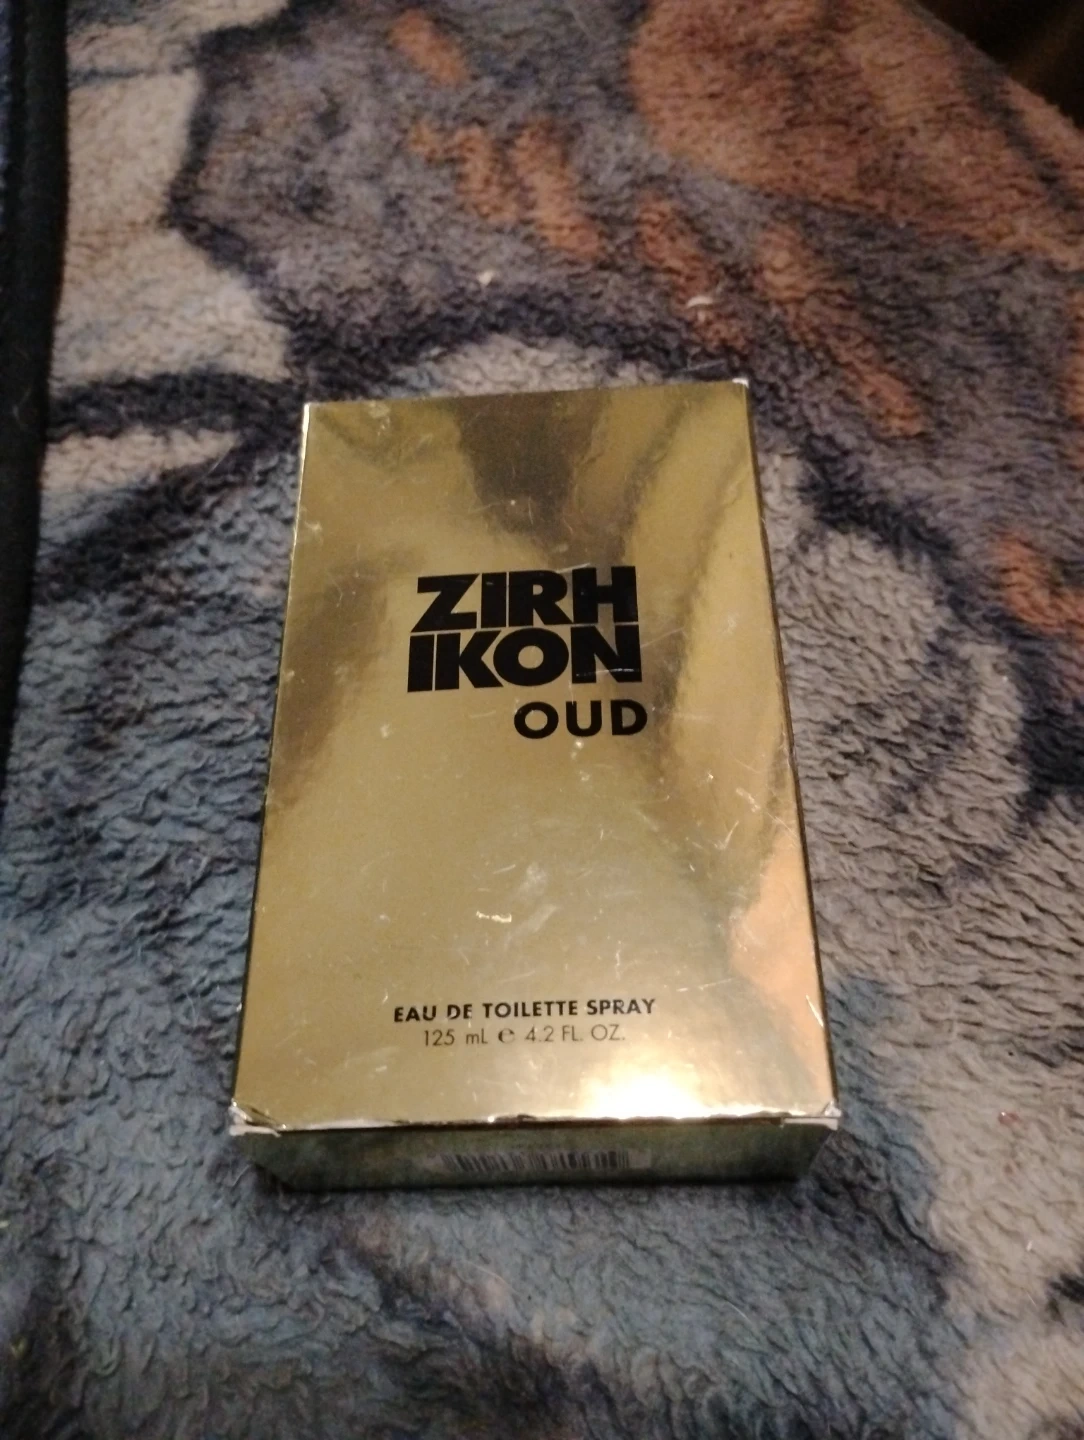 ZIRH
IKON
OUD
EAU DE TOILETTE SPRAY
125 mL ℮ 4.2 FL. OZ.